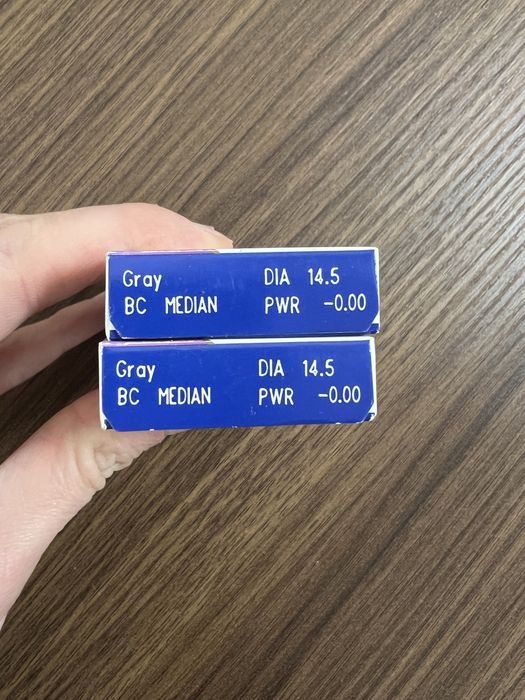 Gray DIA 14.5
BC MEDIAN PWR -0.00
Gray DIA 14.5
BC MEDIAN PWR -0.00